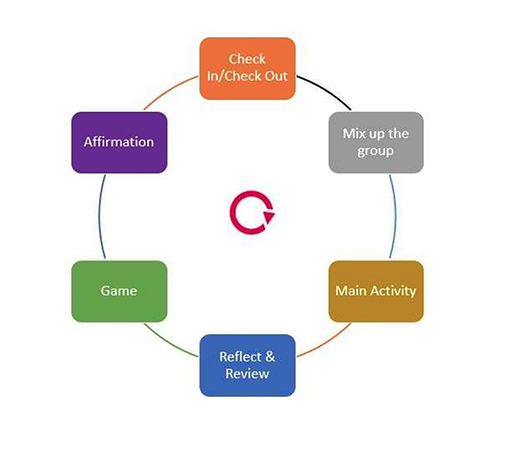 Check
In/Check Out
Mix up the
group
Main Activity
Reflect &
Review
Game
Affirmation